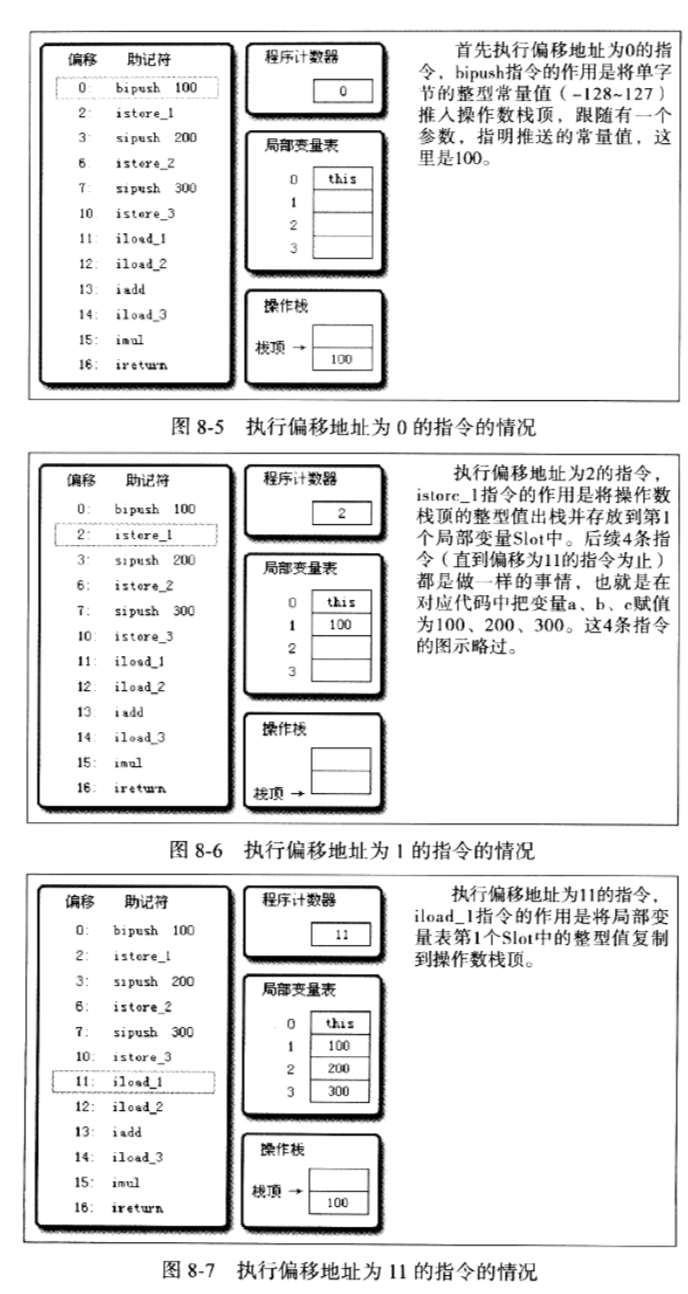 偏移 助记符
0: bipush 100
2: istore_1
3: sipush 200
6: istore_2
7: sipush 300
10: istore_3
11: iload_1
12: iload_2
13: iadd
14: iload_3
15: imul
16: ireturn
程序计数器
0
局部变量表
0 this
1
2
3
操作栈
栈顶 →
100
首先执行偏移地址为0的指
令，bipush指令的作用是将单字
节的整型常量值（-128~127）
推入操作数栈顶，跟随有一个
参数，指明推送的常量值，这
里是100。
图 8-5 执行偏移地址为 0 的指令的情况
偏移 助记符
0: bipush 100
2: istore_1
3: sipush 200
6: istore_2
7: sipush 300
10: istore_3
11: iload_1
12: iload_2
13: iadd
14: iload_3
15: imul
16: ireturn
程序计数器
2
局部变量表
0 this
1 100
2
3
操作栈
栈顶 →
执行偏移地址为2的指令，
istore_1指令的作用是将操作数
栈顶的整型值出栈并存放到第1
个局部变量Slot中。后续4条指
令（直到偏移为11的指令为止）
都是做一样的事情，也就是在
对应代码中把变量a、b、c赋值
为100、200、300。这4条指令
的图示略过。
图 8-6 执行偏移地址为 1 的指令的情况
偏移 助记符
0: bipush 100
2: istore_1
3: sipush 200
6: istore_2
7: sipush 300
10: istore_3
11: iload_1
12: iload_2
13: iadd
14: iload_3
15: imul
16: ireturn
程序计数器
11
局部变量表
0 this
1 100
2 200
3 300
操作栈
栈顶 →
100
执行偏移地址为11的指令，
iload_1指令的作用是将局部变
量表第1个Slot中的整型值复制
到操作数栈顶。
图 8-7 执行偏移地址为 11 的指令的情况